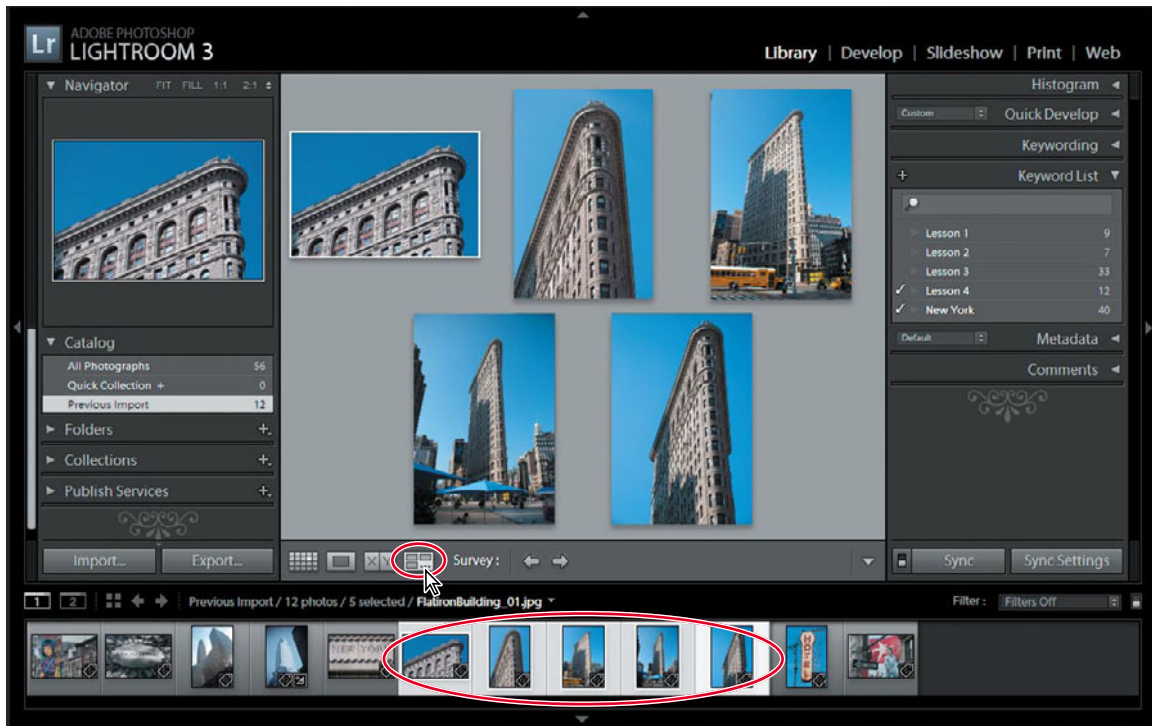 Lr
ADOBE PHOTOSHOP
LIGHTROOM 3
Library | Develop | Slideshow | Print | Web
Navigator FIT FILL 1:1 2:1
Catalog
All Photographs 56
Quick Collection + 0
Previous Import 12
Folders +
Collections +
Publish Services +
Import... Export...
Histogram
Custom Quick Develop
Keywording
+ Keyword List
Lesson 1 9
Lesson 2 7
Lesson 3 33
✓ Lesson 4 12
✓ New York 40
Default Metadata
Comments
X Y Survey :
Sync Sync Settings
1 2 Previous Import / 12 photos / 5 selected / FlatironBuilding_01.jpg
Filter : Filters Off
NEW YORK
HOTEL